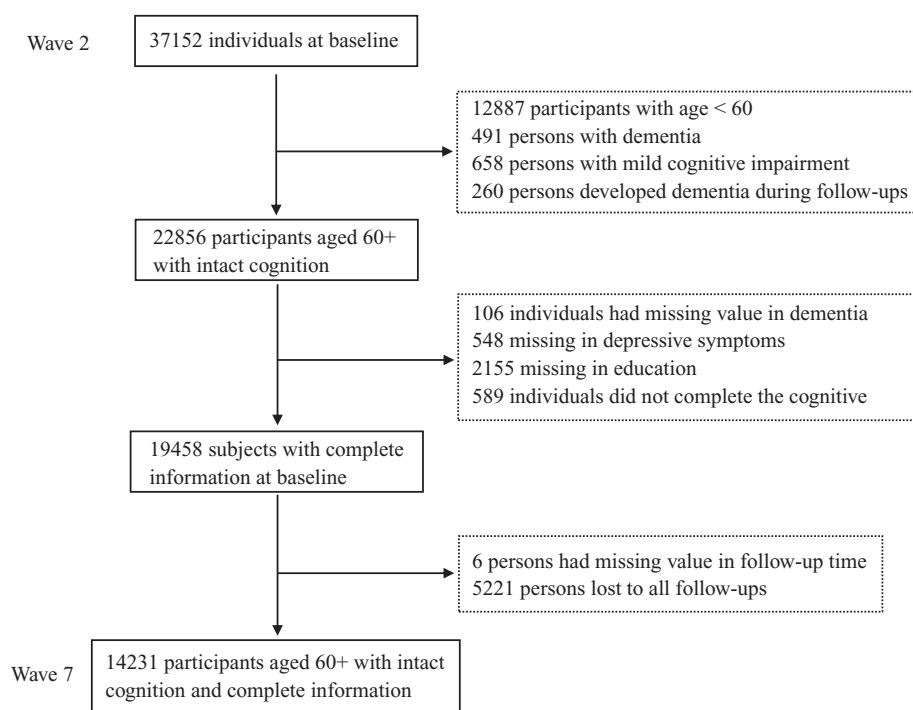 Wave 2
37152 individuals at baseline
12887 participants with age < 60
491 persons with dementia
658 persons with mild cognitive impairment
260 persons developed dementia during follow-ups
22856 participants aged 60+
with intact cognition
106 individuals had missing value in dementia
548 missing in depressive symptoms
2155 missing in education
589 individuals did not complete the cognitive
19458 subjects with complete
information at baseline
6 persons had missing value in follow-up time
5221 persons lost to all follow-ups
Wave 7
14231 participants aged 60+ with intact
cognition and complete information